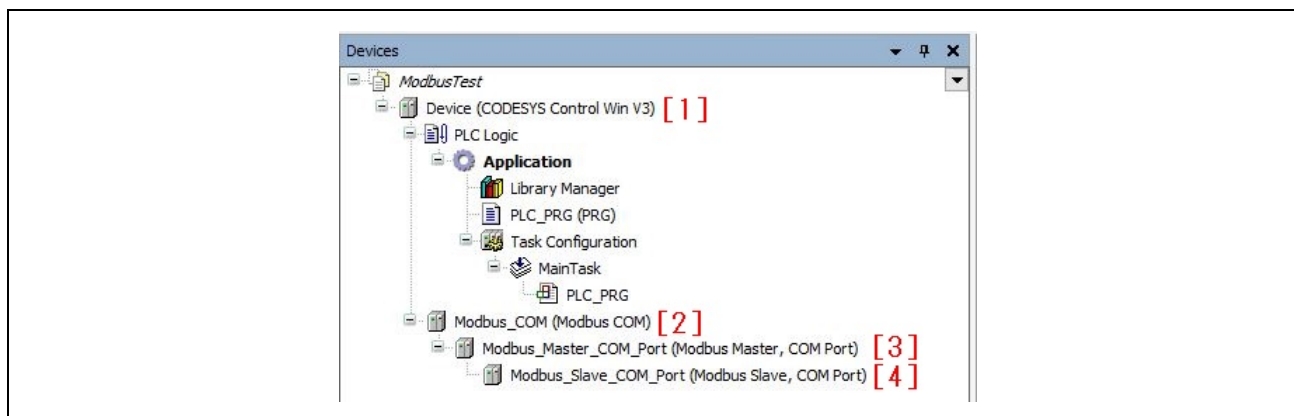 Devices
ModbusTest
Device (CODESYS Control Win V3) [1]
PLC Logic
Application
Library Manager
PLC_PRG (PRG)
Task Configuration
MainTask
PLC_PRG
Modbus_COM (Modbus COM) [2]
Modbus_Master_COM_Port (Modbus Master, COM Port) [3]
Modbus_Slave_COM_Port (Modbus Slave, COM Port) [4]